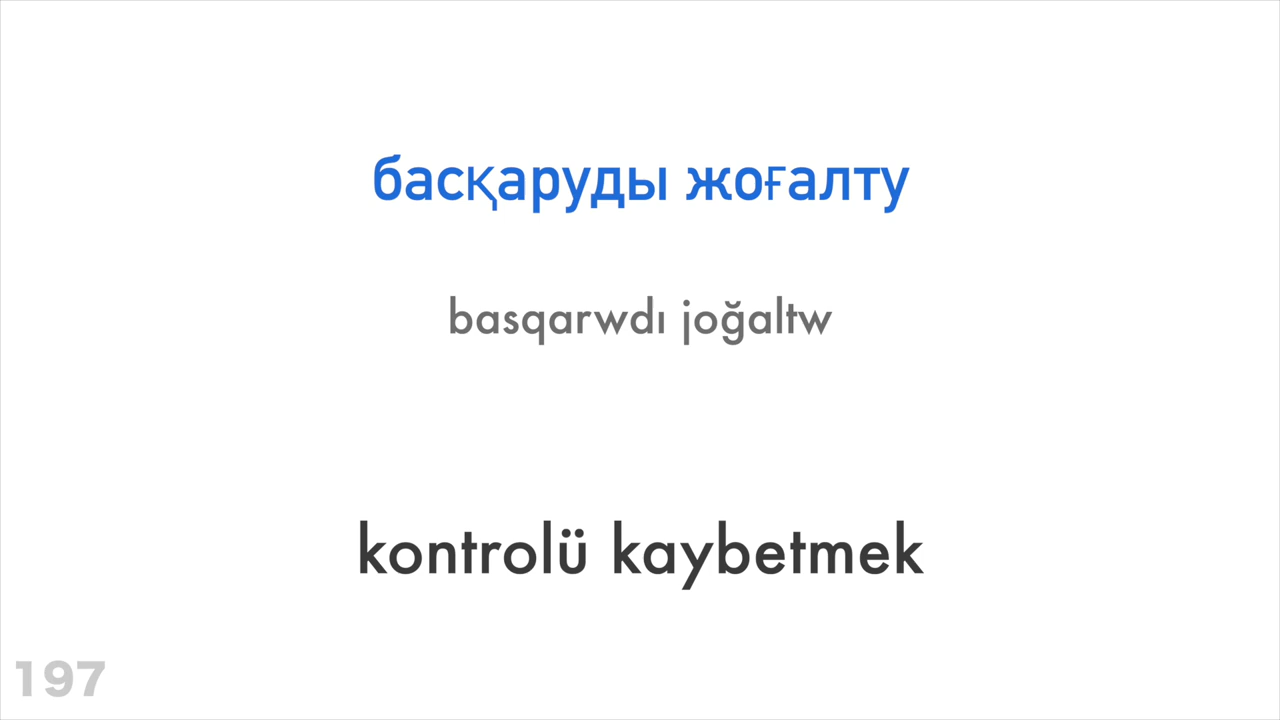 басқаруды жоғалту
basqarwdı joğaltw
kontrolü kaybetmek
197